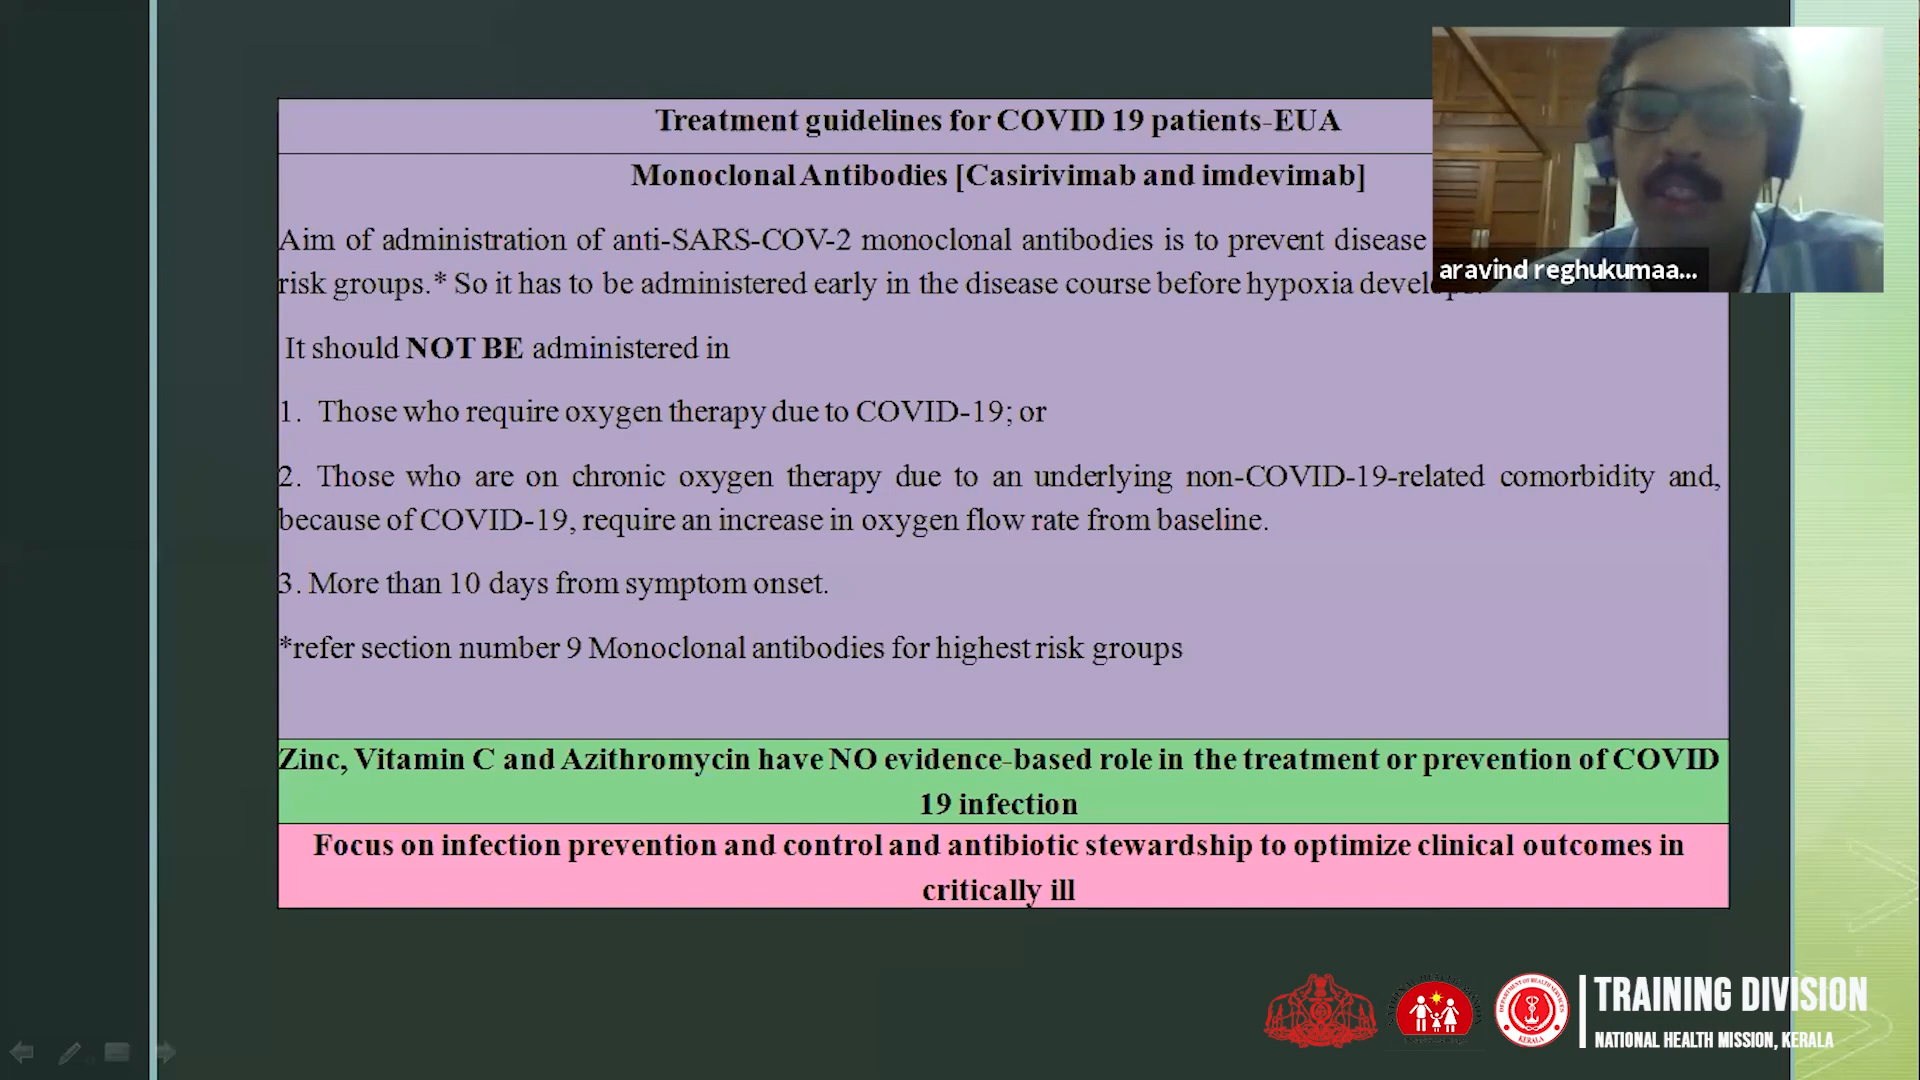 Treatment guidelines for COVID 19 patients-EUA
Monoclonal Antibodies [Casirivimab and imdevimab]
Aim of administration of anti-SARS-COV-2 monoclonal antibodies is to prevent disease
risk groups.* So it has to be administered early in the disease course before hypoxia develops.
aravind reghukumaa...
It should NOT BE administered in
1. Those who require oxygen therapy due to COVID-19; or
2. Those who are on chronic oxygen therapy due to an underlying non-COVID-19-related comorbidity and,
because of COVID-19, require an increase in oxygen flow rate from baseline.
3. More than 10 days from symptom onset.
*refer section number 9 Monoclonal antibodies for highest risk groups
Zinc, Vitamin C and Azithromycin have NO evidence-based role in the treatment or prevention of COVID
19 infection
Focus on infection prevention and control and antibiotic stewardship to optimize clinical outcomes in
critically ill
TRAINING DIVISION
NATIONAL HEALTH MISSION, KERALA